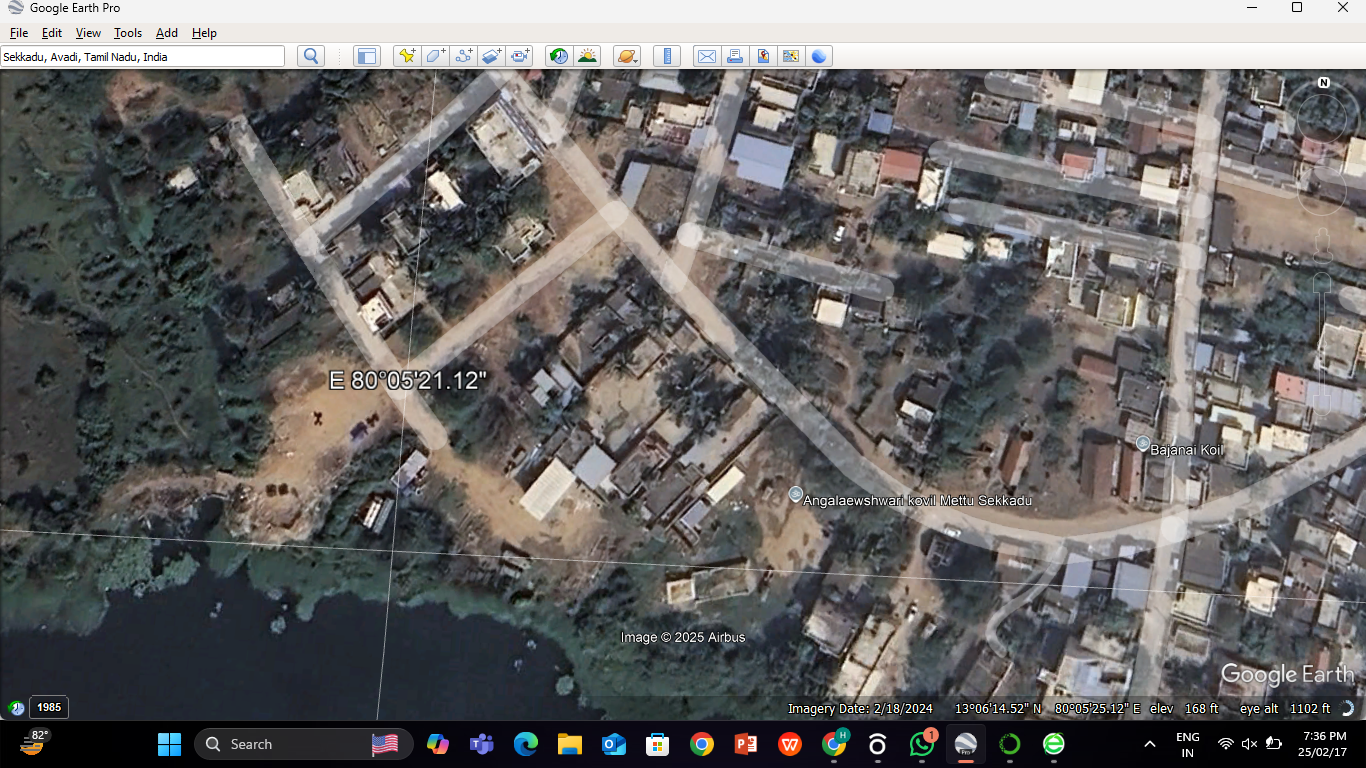 Google Earth Pro
File Edit View Tools Add Help
Sekkadu, Avadi, Tamil Nadu, India
N
E 80°05'21.12"
Bajanai Koil
Angalaewshwari kovil Mettu Sekkadu
Image © 2025 Airbus
Google Earth
1985
Imagery Date: 2/18/2024 13°06'14.52" N 80°05'25.12" E elev 168 ft eye alt 1102 ft
82°
Search
H
1
Pro
ENG
IN
7:36 PM
25/02/17